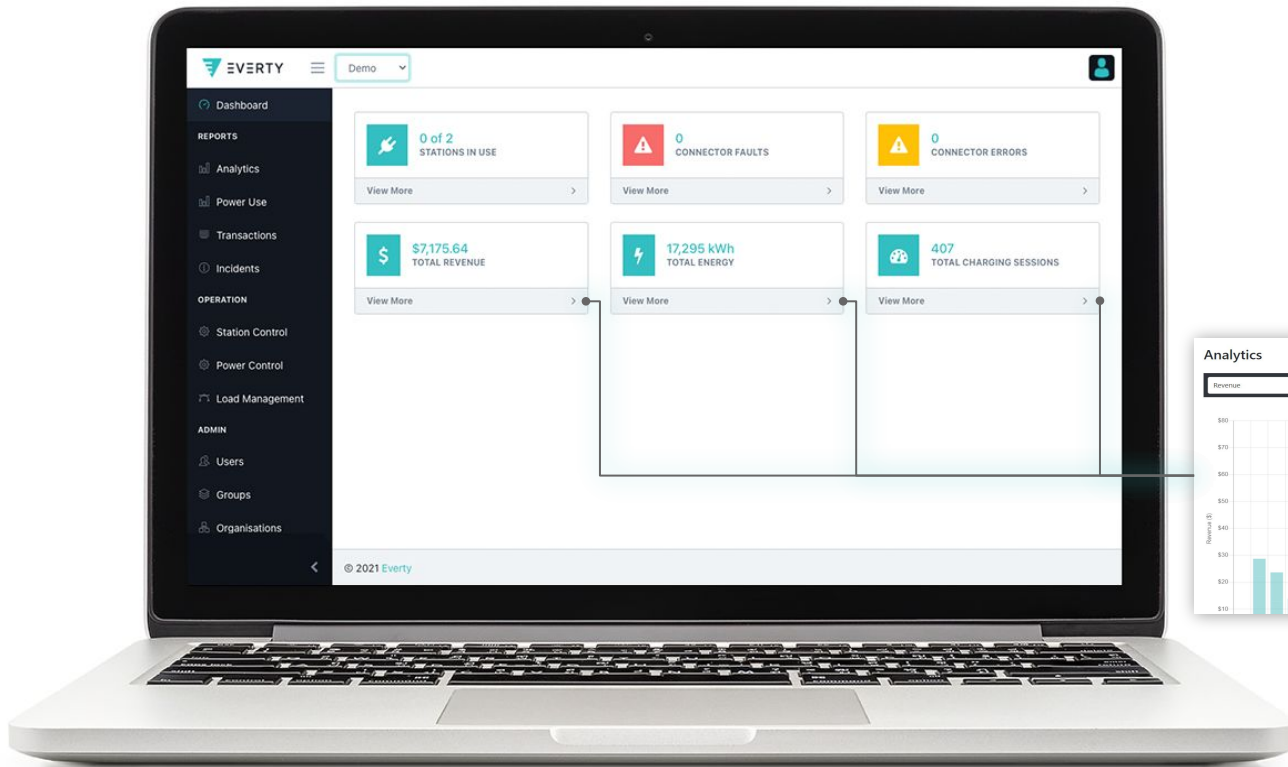 EVERTY
Demo
Dashboard
REPORTS
Analytics
Power Use
Transactions
Incidents
OPERATION
Station Control
Power Control
Load Management
ADMIN
Users
Groups
Organisations
0 of 2
STATIONS IN USE
View More
0
CONNECTOR FAULTS
View More
0
CONNECTOR ERRORS
View More
$7,175.64
TOTAL REVENUE
View More
17,295 kWh
TOTAL ENERGY
View More
407
TOTAL CHARGING SESSIONS
View More
© 2021 Everty
Analytics
Revenue
$80
$70
$60
$50
$40
$30
$20
$10
Revenue ($)
command
option
control